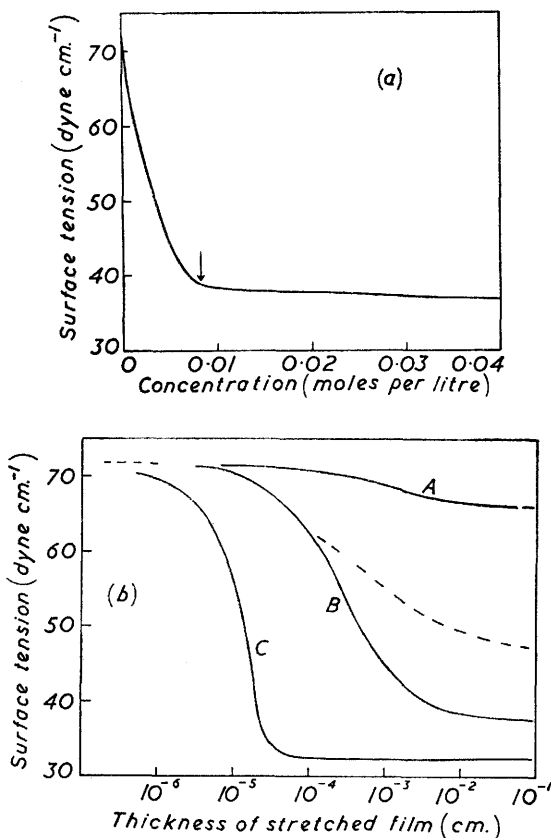 70
60
50
40
30
Surface tension (dyne cm.⁻¹)
(a)
0 0·01 0·02 0·03 0·04
Concentration (moles per litre)
70
60
50
40
30
Surface tension (dyne cm.⁻¹)
(b)
A
B
C
10⁻⁶ 10⁻⁵ 10⁻⁴ 10⁻³ 10⁻² 10⁻¹
Thickness of stretched film (cm.)